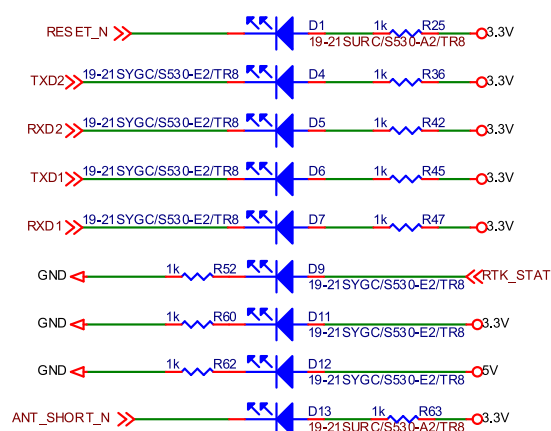 RESET_N D1 1k R25 3.3V
19-21SURC/S530-A2/TR8
TXD2 19-21SYGC/S530-E2/TR8 D4 1k R36 3.3V
RXD2 19-21SYGC/S530-E2/TR8 D5 1k R42 3.3V
TXD1 19-21SYGC/S530-E2/TR8 D6 1k R45 3.3V
RXD1 19-21SYGC/S530-E2/TR8 D7 1k R47 3.3V
GND 1k R52 D9 RTK_STAT
19-21SYGC/S530-E2/TR8
GND 1k R60 D11 3.3V
19-21SYGC/S530-E2/TR8
GND 1k R62 D12 5V
19-21SYGC/S530-E2/TR8
ANT_SHORT_N D13 1k R63 3.3V
19-21SURC/S530-A2/TR8